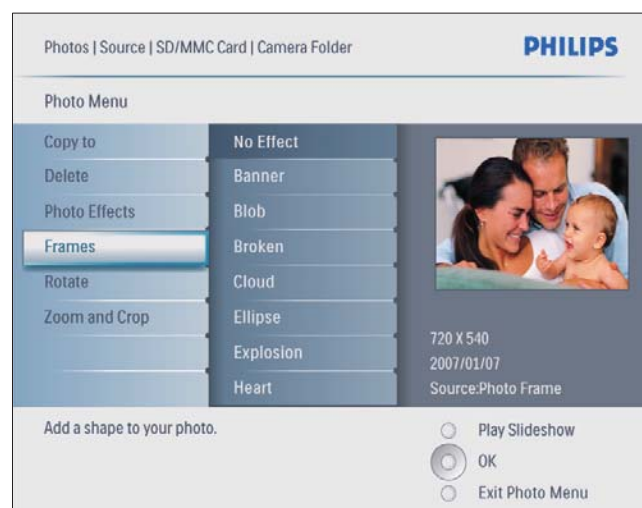 Photos | Source | SD/MMC Card | Camera Folder
PHILIPS
Photo Menu
Copy to
Delete
Photo Effects
Frames
Rotate
Zoom and Crop
No Effect
Banner
Blob
Broken
Cloud
Ellipse
Explosion
Heart
720 X 540
2007/01/07
Source:Photo Frame
Add a shape to your photo.
Play Slideshow
OK
Exit Photo Menu